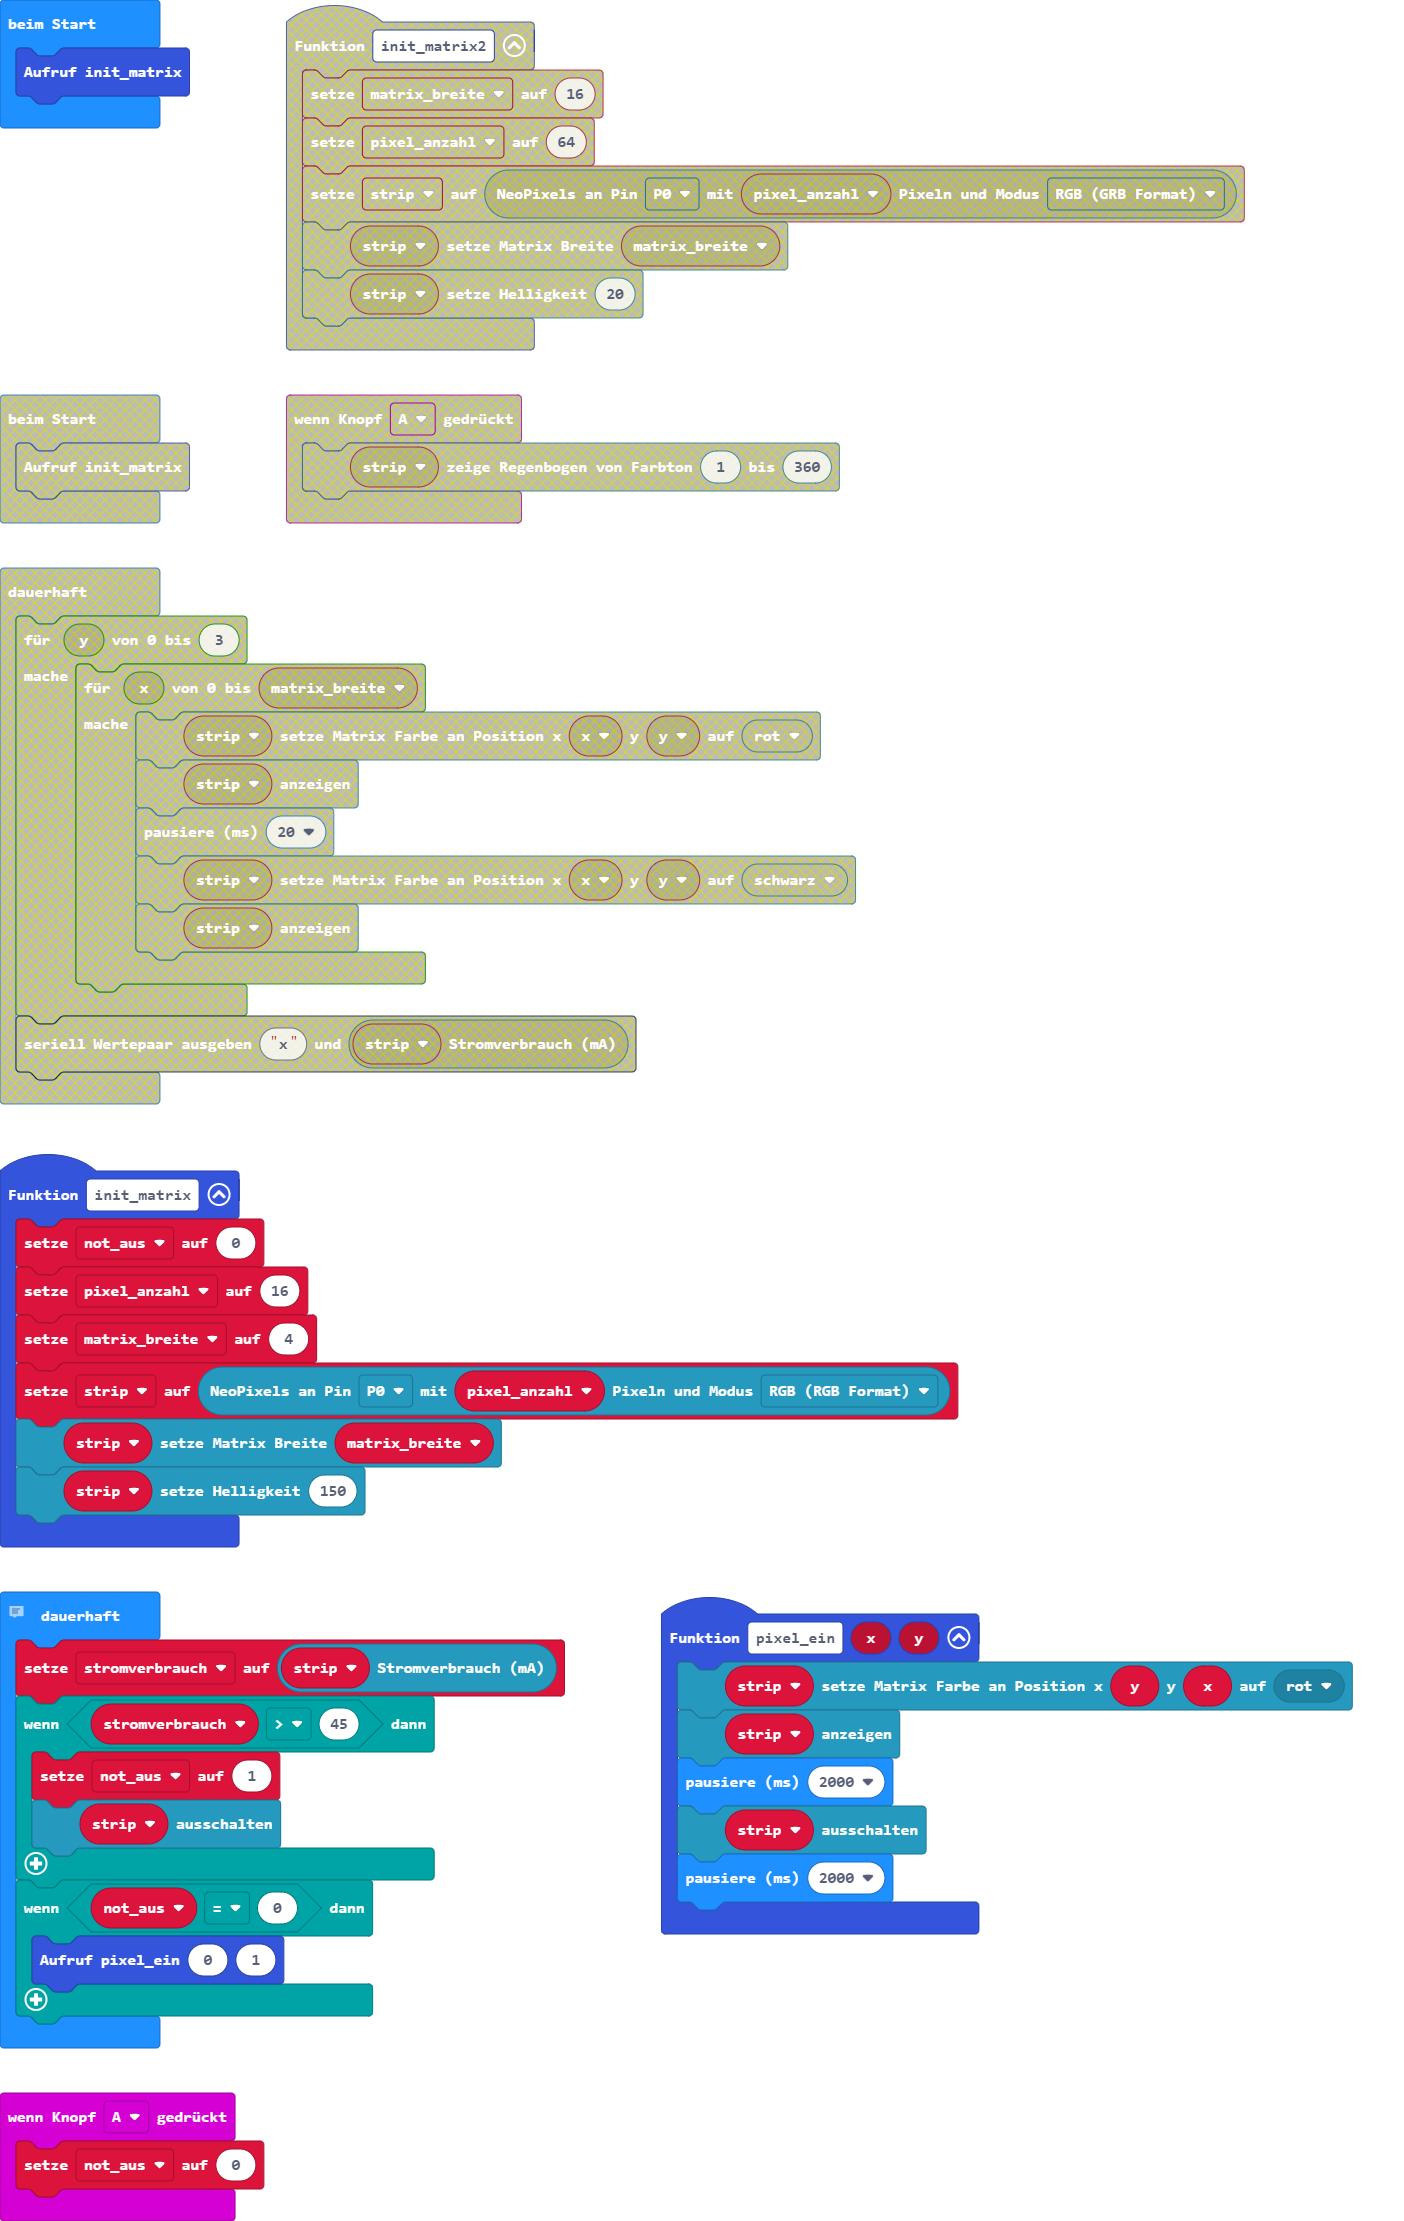 beim Start
Aufruf init_matrix
Funktion init_matrix2
setze matrix_breite auf 16
setze pixel_anzahl auf 64
setze strip auf NeoPixels an Pin P0 mit pixel_anzahl Pixeln und Modus RGB (GRB Format)
strip setze Matrix Breite matrix_breite
strip setze Helligkeit 20
beim Start
Aufruf init_matrix
wenn Knopf A gedrückt
strip zeige Regenbogen von Farbton 1 bis 360
dauerhaft
für y von 0 bis 3
mache
für x von 0 bis matrix_breite
mache
strip setze Matrix Farbe an Position x x y y auf rot
strip anzeigen
pausiere (ms) 20
strip setze Matrix Farbe an Position x x y y auf schwarz
strip anzeigen
seriell Wertepaar ausgeben "x" und strip Stromverbrauch (mA)
Funktion init_matrix
setze not_aus auf 0
setze pixel_anzahl auf 16
setze matrix_breite auf 4
setze strip auf NeoPixels an Pin P0 mit pixel_anzahl Pixeln und Modus RGB (RGB Format)
strip setze Matrix Breite matrix_breite
strip setze Helligkeit 150
dauerhaft
setze stromverbrauch auf strip Stromverbrauch (mA)
wenn stromverbrauch > 45 dann
setze not_aus auf 1
strip ausschalten
wenn not_aus = 0 dann
Aufruf pixel_ein 0 1
Funktion pixel_ein x y
strip setze Matrix Farbe an Position x y y x auf rot
strip anzeigen
pausiere (ms) 2000
strip ausschalten
pausiere (ms) 2000
wenn Knopf A gedrückt
setze not_aus auf 0